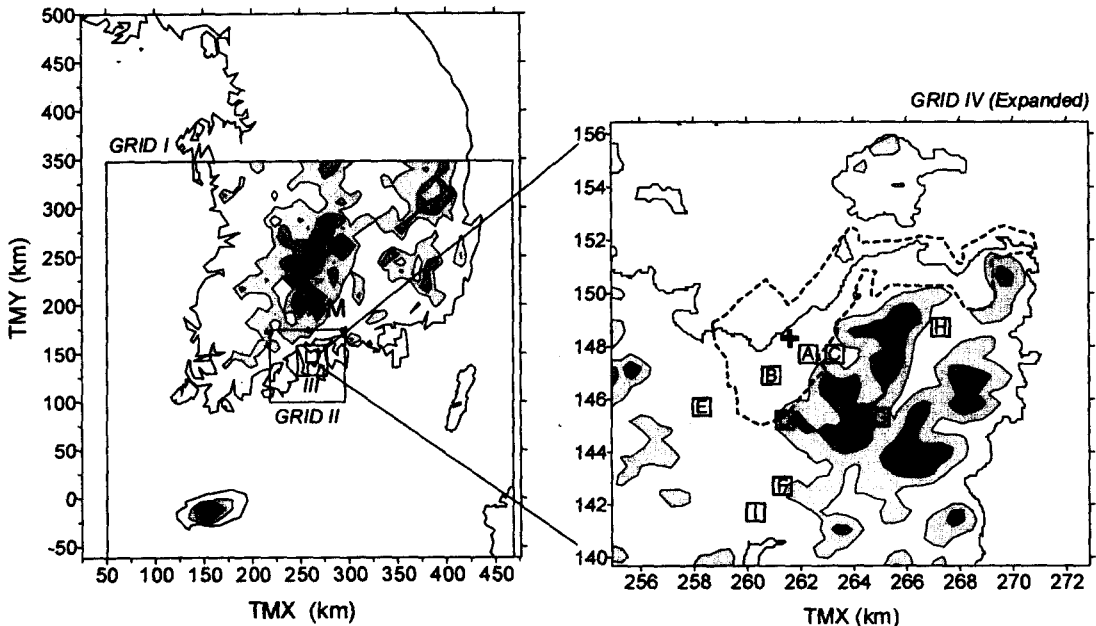 500
450
400
350
300
250
200
150
100
50
0
-50
TMY (km)
50 100 150 200 250 300 350 400 450
TMX (km)
GRID I
M
III
GRID II
GRID IV (Expanded)
156
154
152
150
148
146
144
142
140
256 258 260 262 264 266 268 270 272
TMX (km)
H
A C
B
E
G
F
I